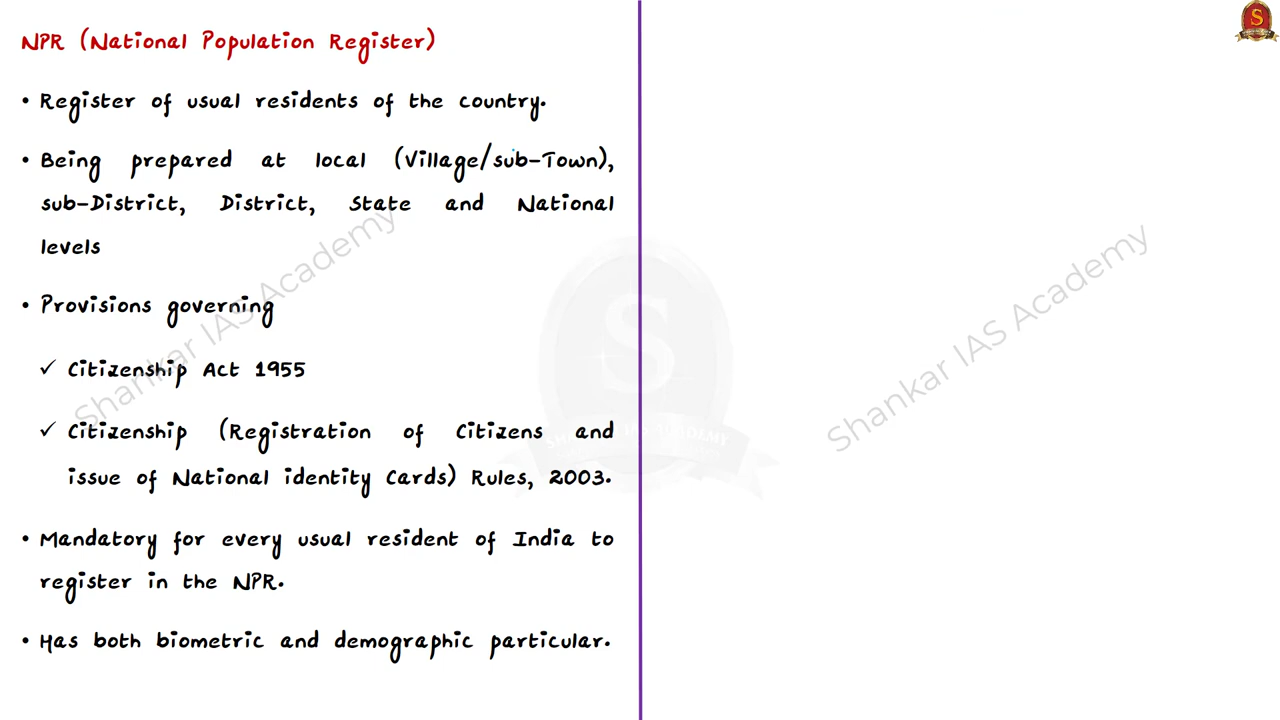 NPR (National Population Register)
• Register of usual residents of the country.
• Being prepared at local (Village/sub-Town),
sub-District, District, State and National
levels
• Provisions governing
✓ Citizenship Act 1955
✓ Citizenship (Registration of Citizens and
issue of National identity Cards) Rules, 2003.
• Mandatory for every usual resident of India to
register in the NPR.
• Has both biometric and demographic particular.
Shankar IAS Academy
Shankar IAS Academy
S
SHANKAR IAS ACADEMY
S